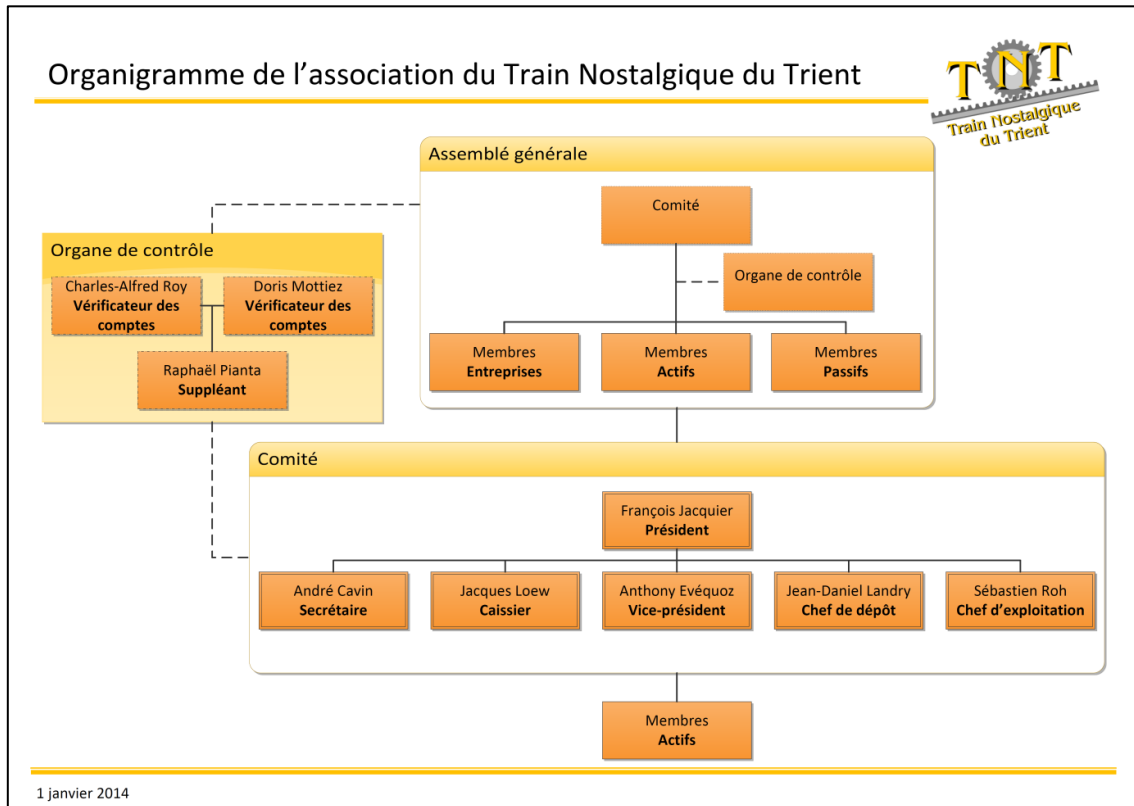 Organigramme de l’association du Train Nostalgique du Trient
TNT
Train Nostalgique
du Trient
Assemblé générale
Comité
Organe de contrôle
Membres
Entreprises
Membres
Actifs
Membres
Passifs
Organe de contrôle
Charles-Alfred Roy
Vérificateur des
comptes
Doris Mottiez
Vérificateur des
comptes
Raphaël Pianta
Suppléant
Comité
François Jacquier
Président
André Cavin
Secrétaire
Jacques Loew
Caissier
Anthony Evéquoz
Vice-président
Jean-Daniel Landry
Chef de dépôt
Sébastien Roh
Chef d’exploitation
Membres
Actifs
1 janvier 2014